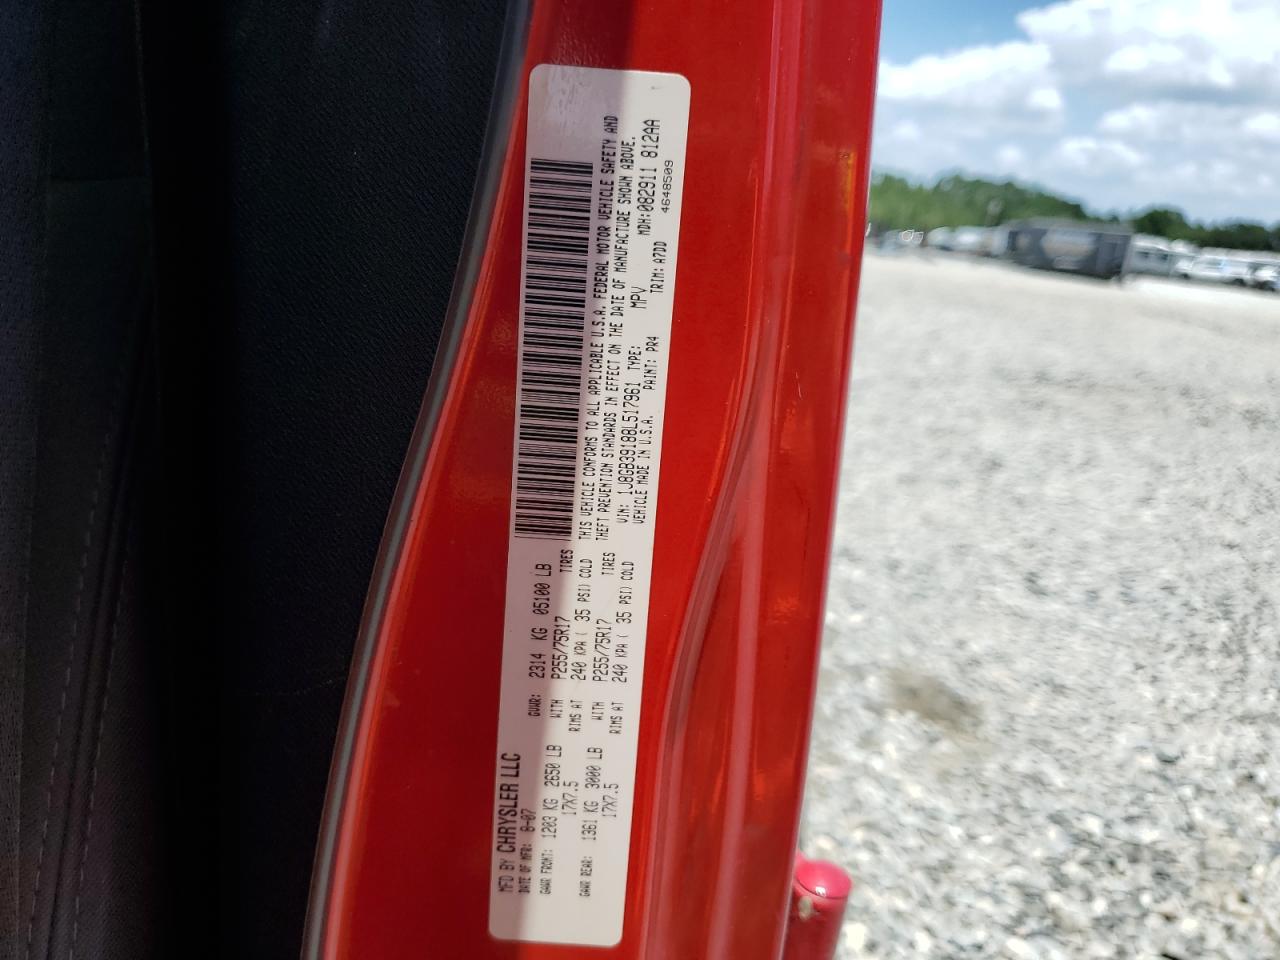 MFD BY CHRYSLER LLC
DATE OF MFR: 8-07 GVWR: 2314 KG 05100 LB
GAWR FRONT: 1203 KG 2650 LB WITH P255/75R17 TIRES
17X7.5 RIMS AT 240 KPA ( 35 PSI) COLD
GAWR REAR: 1361 KG 3000 LB WITH P255/75R17 TIRES
17X7.5 RIMS AT 240 KPA ( 35 PSI) COLD
THIS VEHICLE CONFORMS TO ALL APPLICABLE U.S.A. FEDERAL MOTOR VEHICLE SAFETY AND
THEFT PREVENTION STANDARDS IN EFFECT ON THE DATE OF MANUFACTURE SHOWN ABOVE.
VIN: 1J8GB39188L517961 TYPE: MPV MDH:082911 812AA
VEHICLE MADE IN U.S.A. PAINT: PR4 TRIM: A7DD 4648509